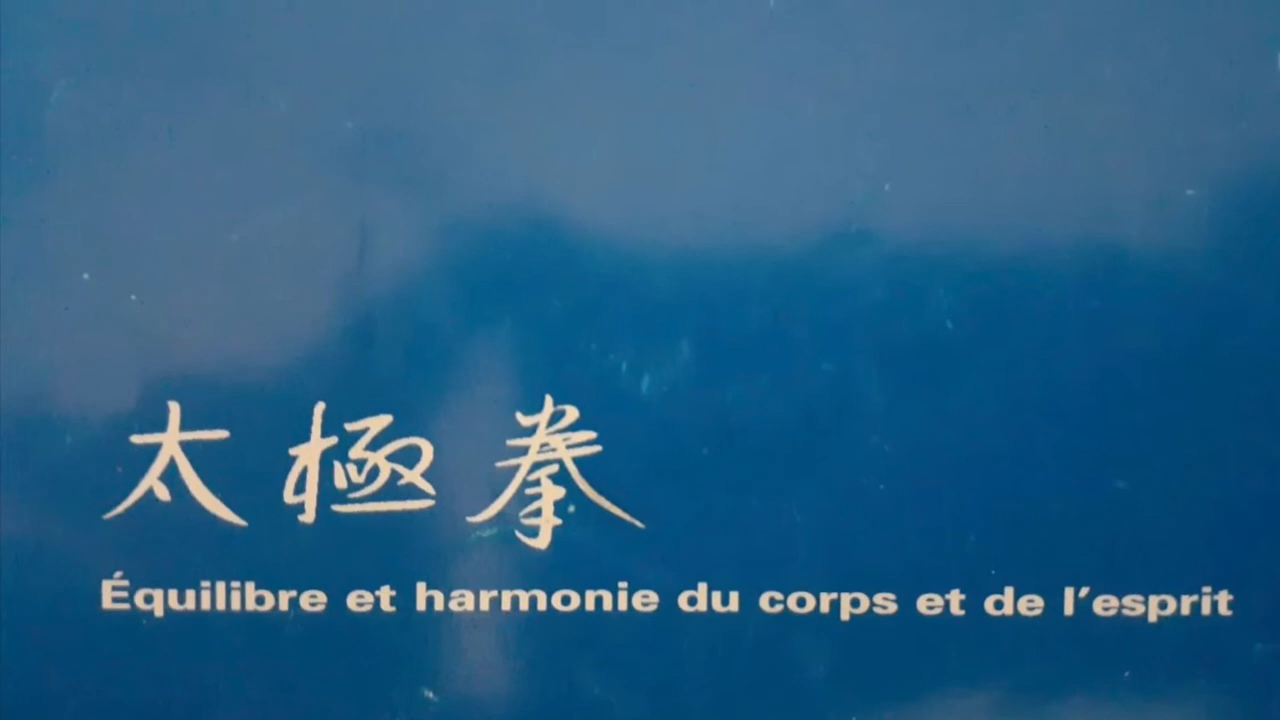 太極拳
Équilibre et harmonie du corps et de l'esprit